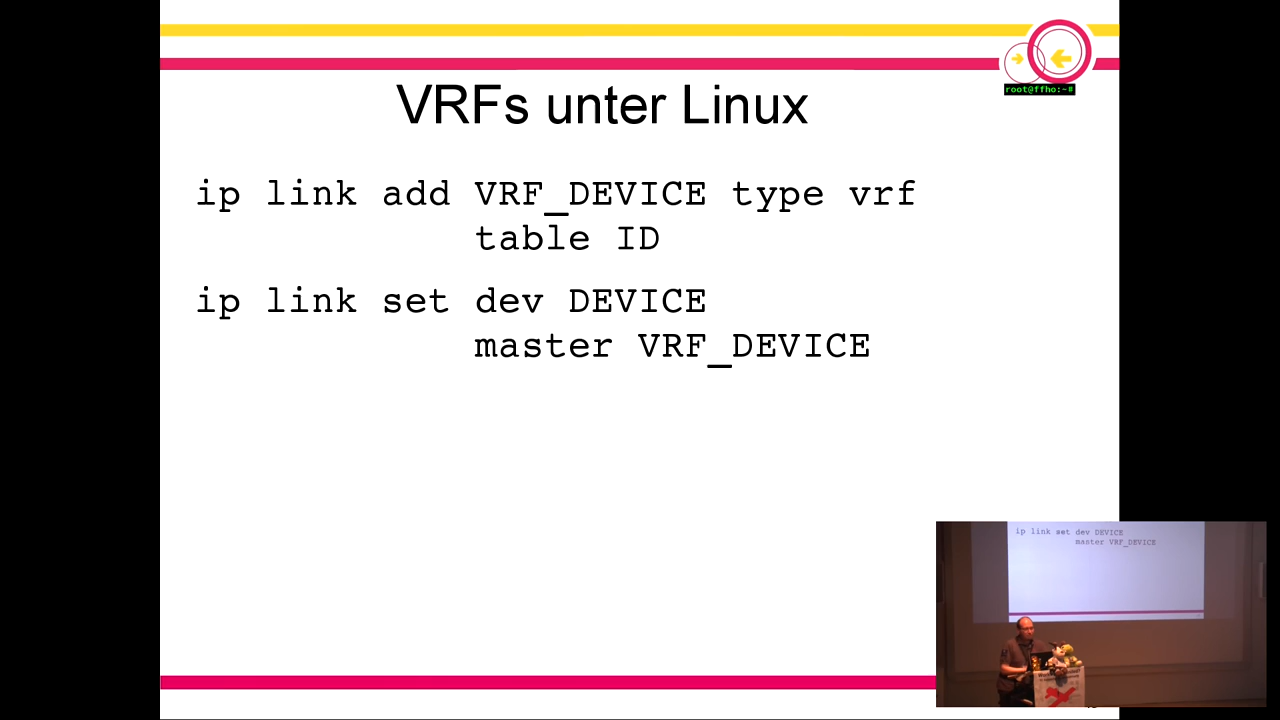 root@ffho:~#
VRFs unter Linux
ip link add VRF_DEVICE type vrf
table ID
ip link set dev DEVICE
master VRF_DEVICE
ip link set dev DEVICE
master VRF_DEVICE